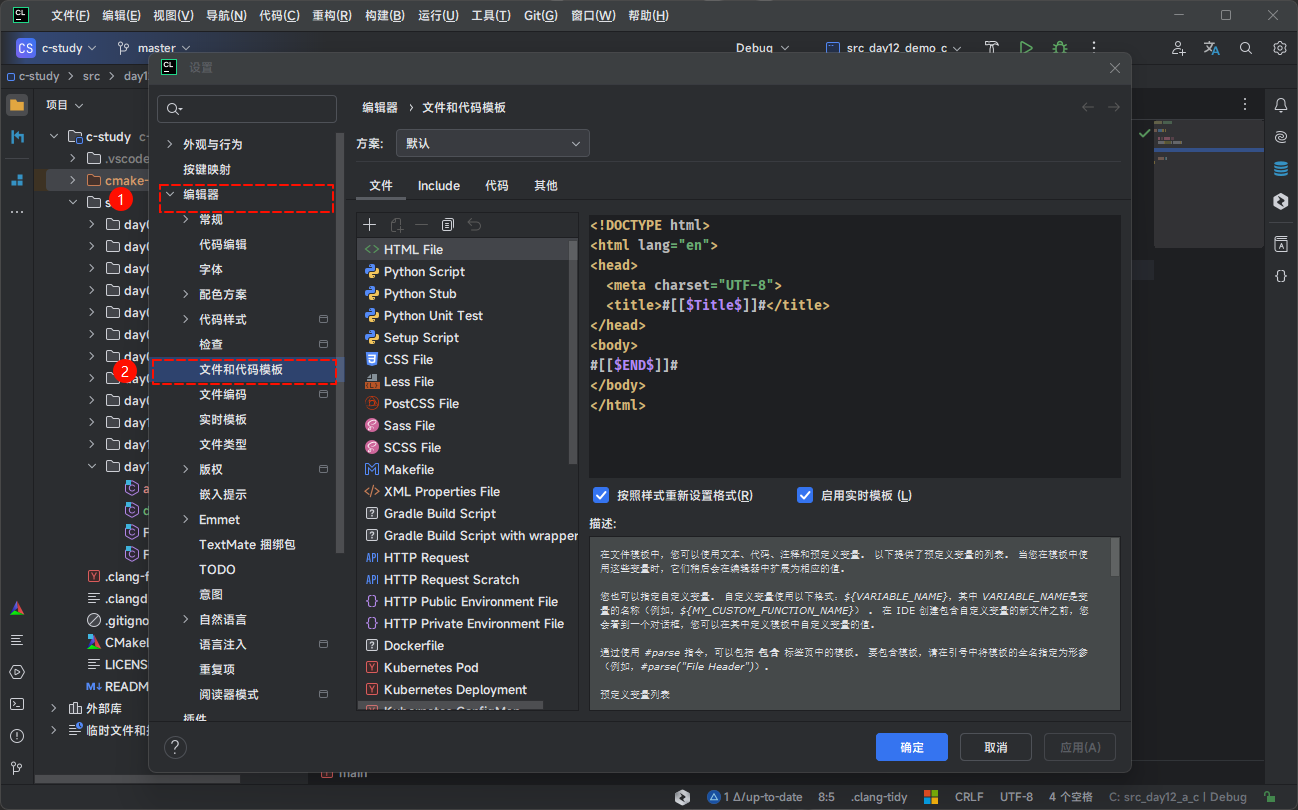 CL 文件(F) 编辑(E) 视图(V) 导航(N) 代码(C) 重构(R) 构建(B) 运行(U) 工具(T) Git(G) 窗口(W) 帮助(H)
CS c-study master Debug src_day12_demo_c
c-study src day1
项目
c-study
.vscode
cmake-
1
day
.clang-f
.clangd
.gitigno
CMakeL
LICENS
READM
外部库
临时文件和
main
CL 设置
外观与行为
按键映射
编辑器
常规
代码编辑
字体
配色方案
代码样式
检查
2
文件和代码模板
文件编码
实时模板
文件类型
版权
嵌入提示
Emmet
TextMate 捆绑包
TODO
意图
自然语言
语言注入
重复项
阅读器模式
插件
编辑器 › 文件和代码模板
方案: 默认
文件 Include 代码 其他
HTML File
Python Script
Python Stub
Python Unit Test
Setup Script
CSS File
Less File
PostCSS File
Sass File
SCSS File
Makefile
XML Properties File
Gradle Build Script
Gradle Build Script with wrapper
HTTP Request
HTTP Request Scratch
HTTP Public Environment File
HTTP Private Environment File
Dockerfile
Kubernetes Pod
Kubernetes Deployment
Kubernetes ConfigMap
<!DOCTYPE html>
<html lang="en">
<head>
  <meta charset="UTF-8">
  <title>#[[$Title$]]#</title>
</head>
<body>
#[[$END$]]#
</body>
</html>
按照样式重新设置格式(R) 启用实时模板 (L)
描述:
在文件模板中，您可以使用文本、代码、注释和预定义变量。 以下提供了预定义变量的列表。 当您在模板中使
用这些变量时，它们稍后会在编辑器中扩展为相应的值。
您也可以指定自定义变量。 自定义变量使用以下格式：${VARIABLE_NAME}，其中 VARIABLE_NAME是变
量的名称（例如，${MY_CUSTOM_FUNCTION_NAME}） 。 在 IDE 创建包含自定义变量的新文件之前，您
会看到一个对话框，您可以在其中定义模板中自定义变量的值。
通过使用 #parse 指令，可以包括 包含 标签页中的模板。 要包含模板，请在引号中将模板的全名指定为形参
（例如，#parse("File Header")）。
预定义变量列表
? 确定 取消 应用(A)
1 Δ/up-to-date 8:5 .clang-tidy CRLF UTF-8 4 个空格 C: src_day12_a_c | Debug